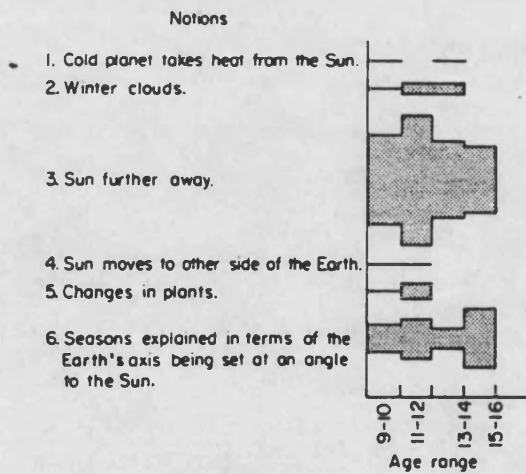 Notions
1. Cold planet takes heat from the Sun.
2. Winter clouds.
3. Sun further away.
4. Sun moves to other side of the Earth.
5. Changes in plants.
6. Seasons explained in terms of the
Earth's axis being set at an angle
to the Sun.
9-10
11-12
13-14
15-16
Age range